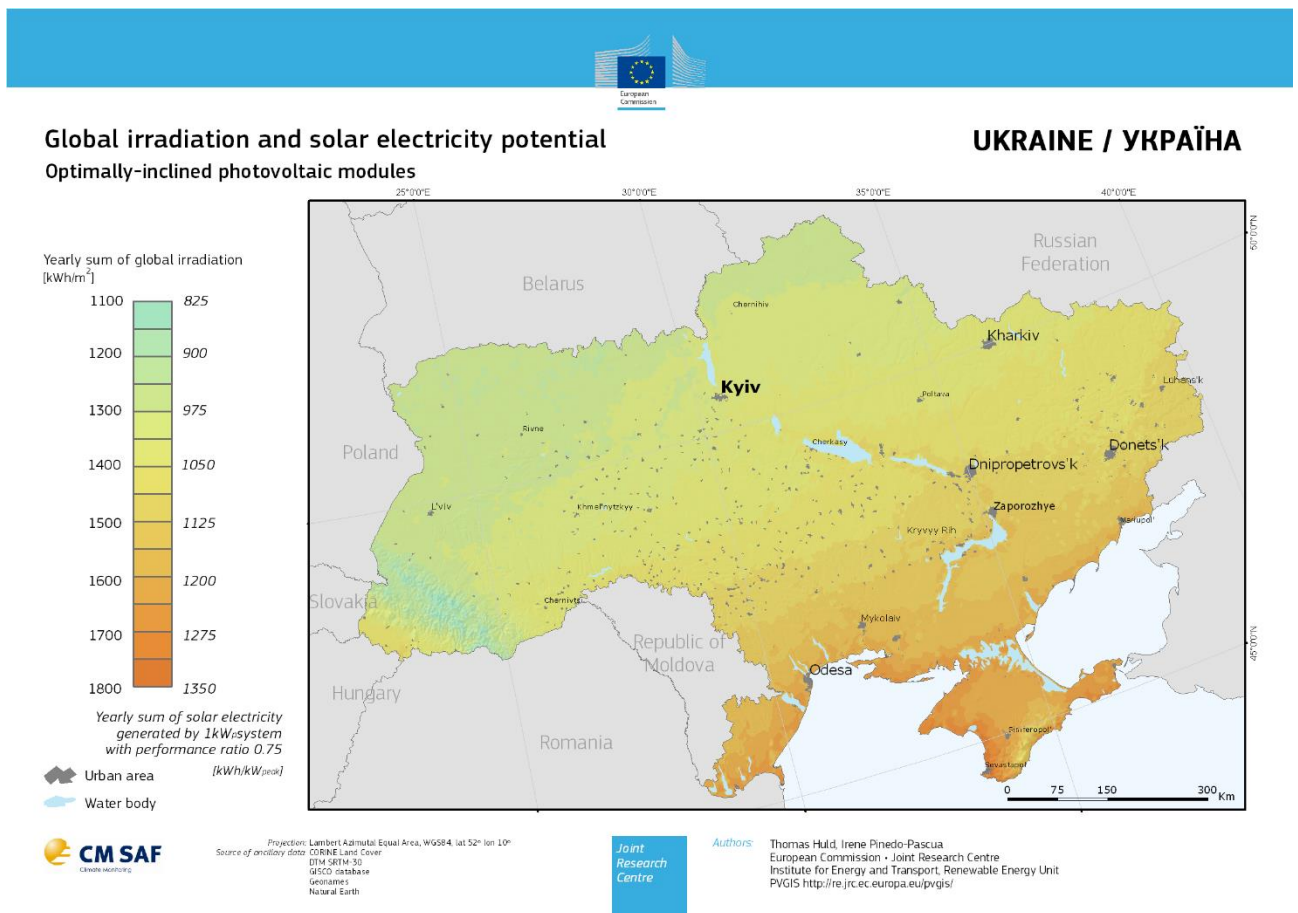 European
Commission
Global irradiation and solar electricity potential
Optimally-inclined photovoltaic modules
UKRAINE / УКРАЇНА
25°0'0"E
30°0'0"E
35°0'0"E
40°0'0"E
50°0'0"N
45°0'0"N
Yearly sum of global irradiation
[kWh/m²]
1100 825
1200 900
1300 975
1400 1050
1500 1125
1600 1200
1700 1275
1800 1350
Yearly sum of solar electricity
generated by 1kWpsystem
with performance ratio 0.75
[kWh/kWpeak]
Urban area
Water body
Belarus
Russian
Federation
Poland
Slovakia
Hungary
Romania
Republic of
Moldova
Chernihiv
Kharkiv
Kyiv
Luhans'k
Poltava
Rivne
Cherkasy
Donets'k
Dnipropetrovs'k
L'viv
Khmel'nytzkyy
Zaporozhye
Mariupol'
Kryvyy Rih
Chernivtsi
Mykolaiv
Odesa
Simferopol'
Sevastopol'
0 75 150 300 Km
CM SAF
Climate Monitoring
Projection: Lambert Azimutal Equal Area, WGS84, lat 52° lon 10°
Source of ancillary data: CORINE Land Cover
DTM SRTM-30
GISCO database
Geonames
Natural Earth
Joint
Research
Centre
Authors: Thomas Huld, Irene Pinedo-Pascua
European Commission • Joint Research Centre
Institute for Energy and Transport, Renewable Energy Unit
PVGIS http://re.jrc.ec.europa.eu/pvgis/